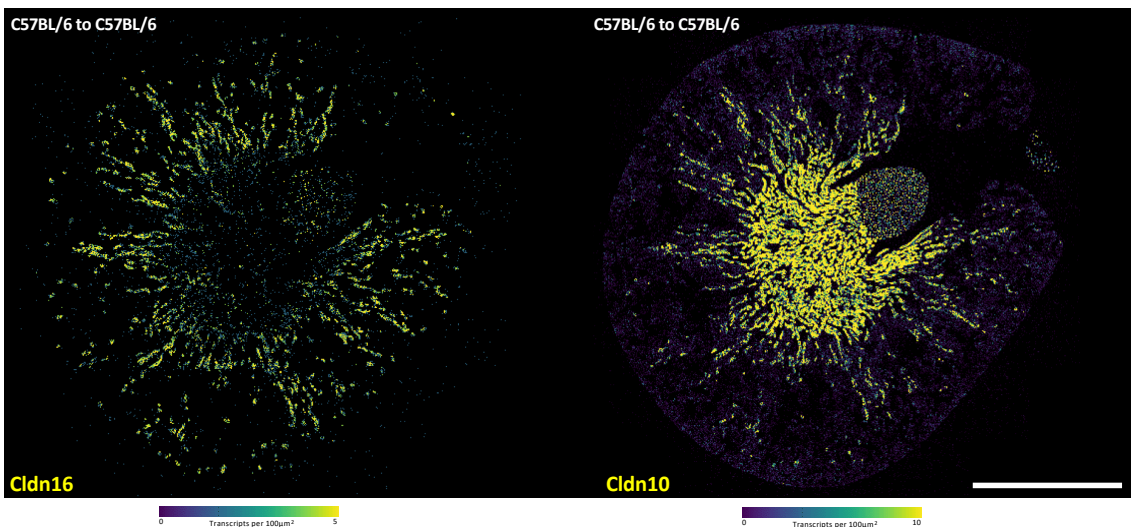 C57BL/6 to C57BL/6
C57BL/6 to C57BL/6
Cldn16
Cldn10
0 5
Transcripts per 100µm²
0 10
Transcripts per 100µm²